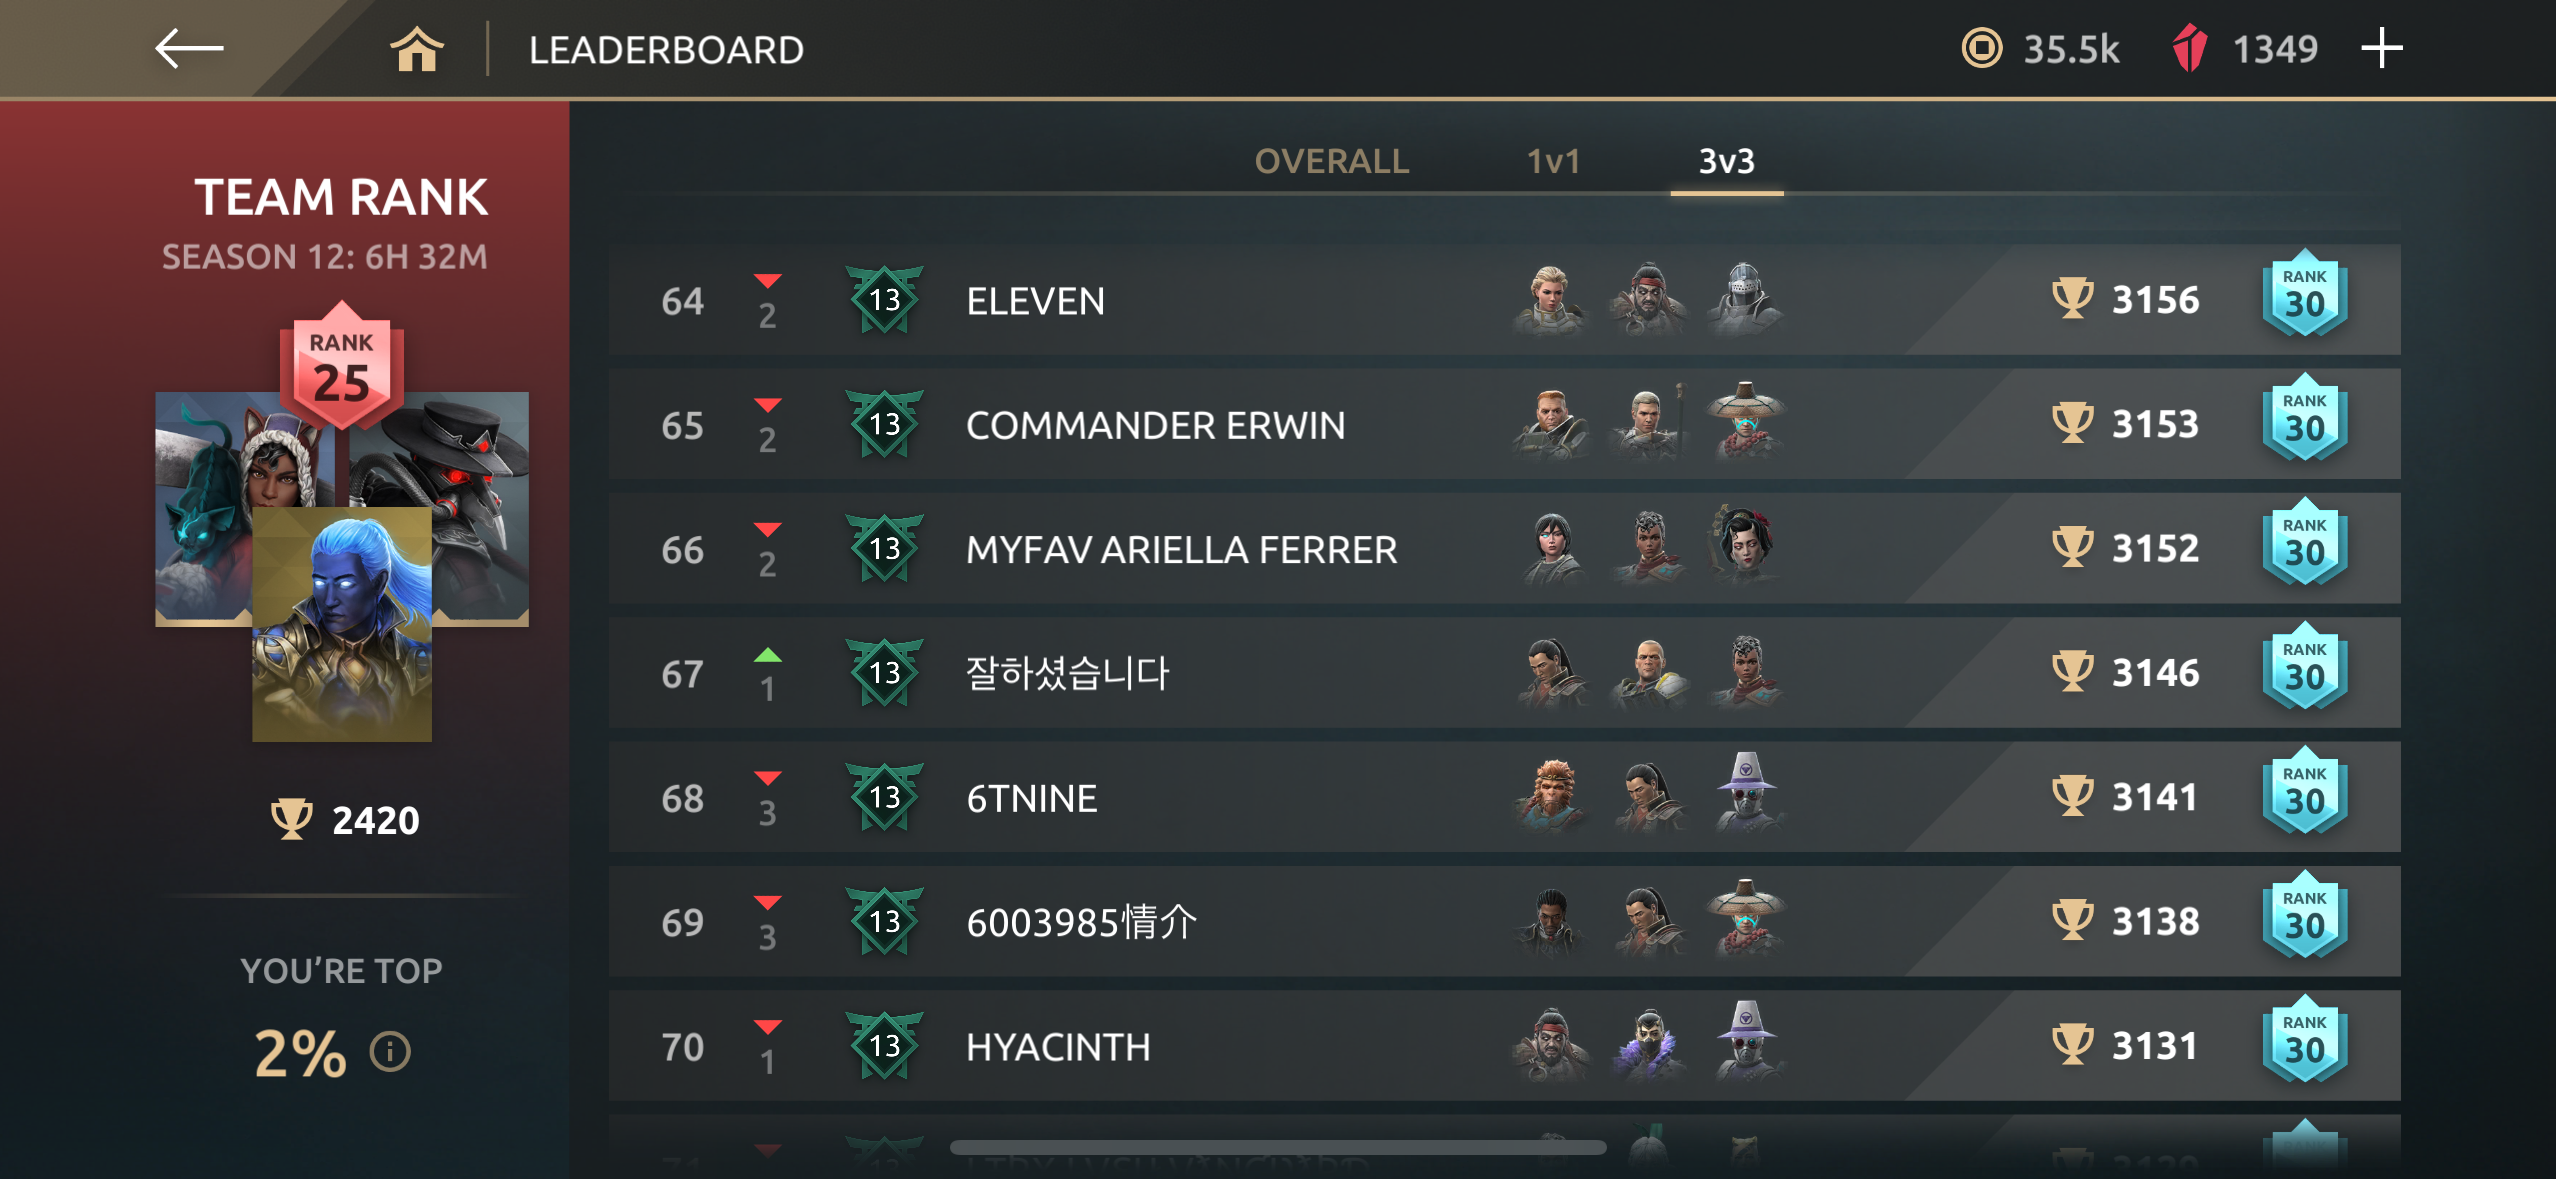 LEADERBOARD
35.5k
1349
TEAM RANK
SEASON 12: 6H 32M
RANK
25
2420
YOU'RE TOP
2%
OVERALL 1v1 3v3
64 2 13 ELEVEN 3156 RANK 30
65 2 13 COMMANDER ERWIN 3153 RANK 30
66 2 13 MYFAV ARIELLA FERRER 3152 RANK 30
67 1 13 잘하셨습니다 3146 RANK 30
68 3 13 6TNINE 3141 RANK 30
69 3 13 6003985情介 3138 RANK 30
70 1 13 HYACINTH 3131 RANK 30